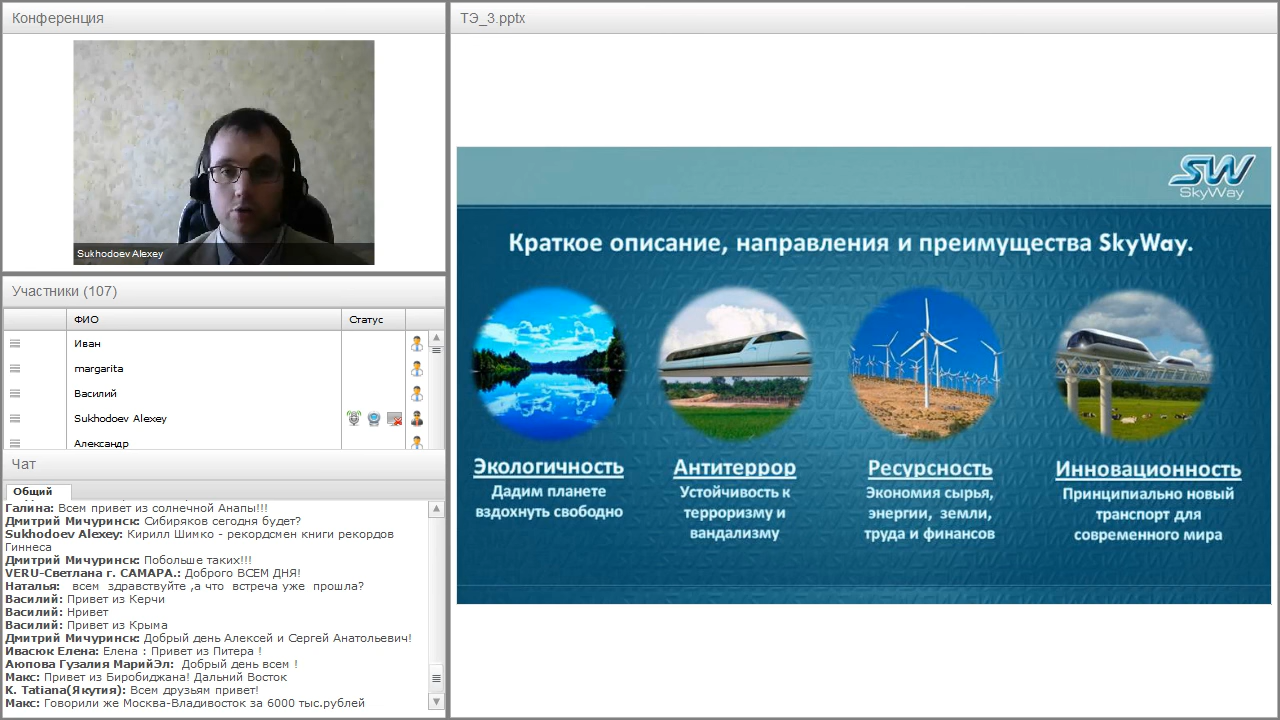 Конференция
Sukhodoev Alexey
Участники (107)
ФИО
Статус
Иван
margarita
Василий
Sukhodoev Alexey
Александр
Чат
Общий
Галина: Всем привет из солнечной Анапы!!!
Дмитрий Мичуринск: Сибиряков сегодня будет?
Sukhodoev Alexey: Кирилл Шимко - рекордсмен книги рекордов
Гиннеса
Дмитрий Мичуринск: Побольше таких!!!
VERU-Светлана г. САМАРА.: Доброго ВСЕМ ДНЯ!
Наталья: всем здравствуйте ,а что встреча уже прошла?
Василий: Привет из Керчи
Василий: Нривет
Василий: Привет из Крыма
Дмитрий Мичуринск: Добрый день Алексей и Сергей Анатольевич!
Ивасюк Елена: Елена : Привет из Питера !
Аюпова Гузалия МарийЭл: Добрый день всем !
Макс: Привет из Биробиджана! Дальний Восток
K. Tatiana(Якутия): Всем друзьям привет!
Макс: Говорили же Москва-Владивосток за 6000 тыс.рублей
ТЭ_3.pptx
SW
SkyWay
Краткое описание, направления и преимущества SkyWay.
Экологичность
Дадим планете
вздохнуть свободно
Антитеррор
Устойчивость к
терроризму и
вандализму
Ресурсность
Экономия сырья,
энергии, земли,
труда и финансов
Инновационность
Принципиально новый
транспорт для
современного мира